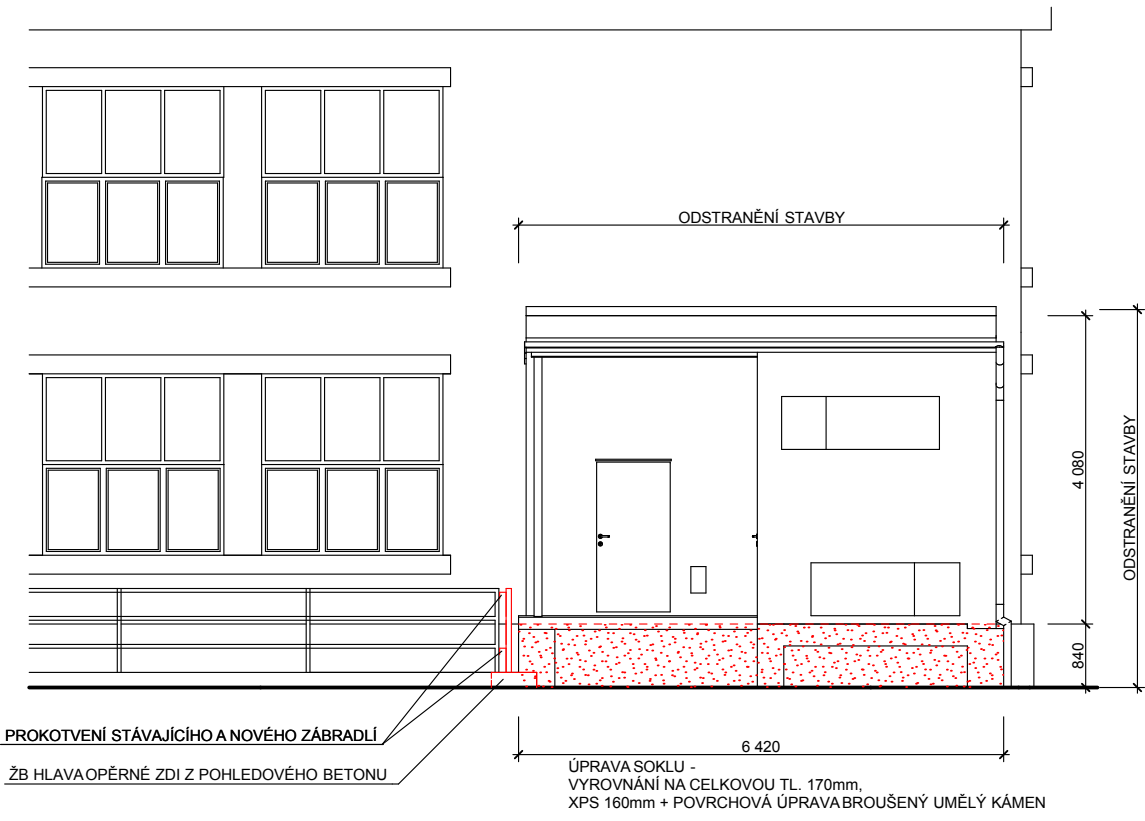 ODSTRANĚNÍ STAVBY
4 080
ODSTRANĚNÍ STAVBY
840
PROKOTVENÍ STÁVAJÍCÍHO A NOVÉHO ZÁBRADLÍ
6 420
ŽB HLAVA OPĚRNÉ ZDI Z POHLEDOVÉHO BETONU
ÚPRAVA SOKLU -
VYROVNÁNÍ NA CELKOVOU TL. 170mm,
XPS 160mm + POVRCHOVÁ ÚPRAVA BROUŠENÝ UMĚLÝ KÁMEN